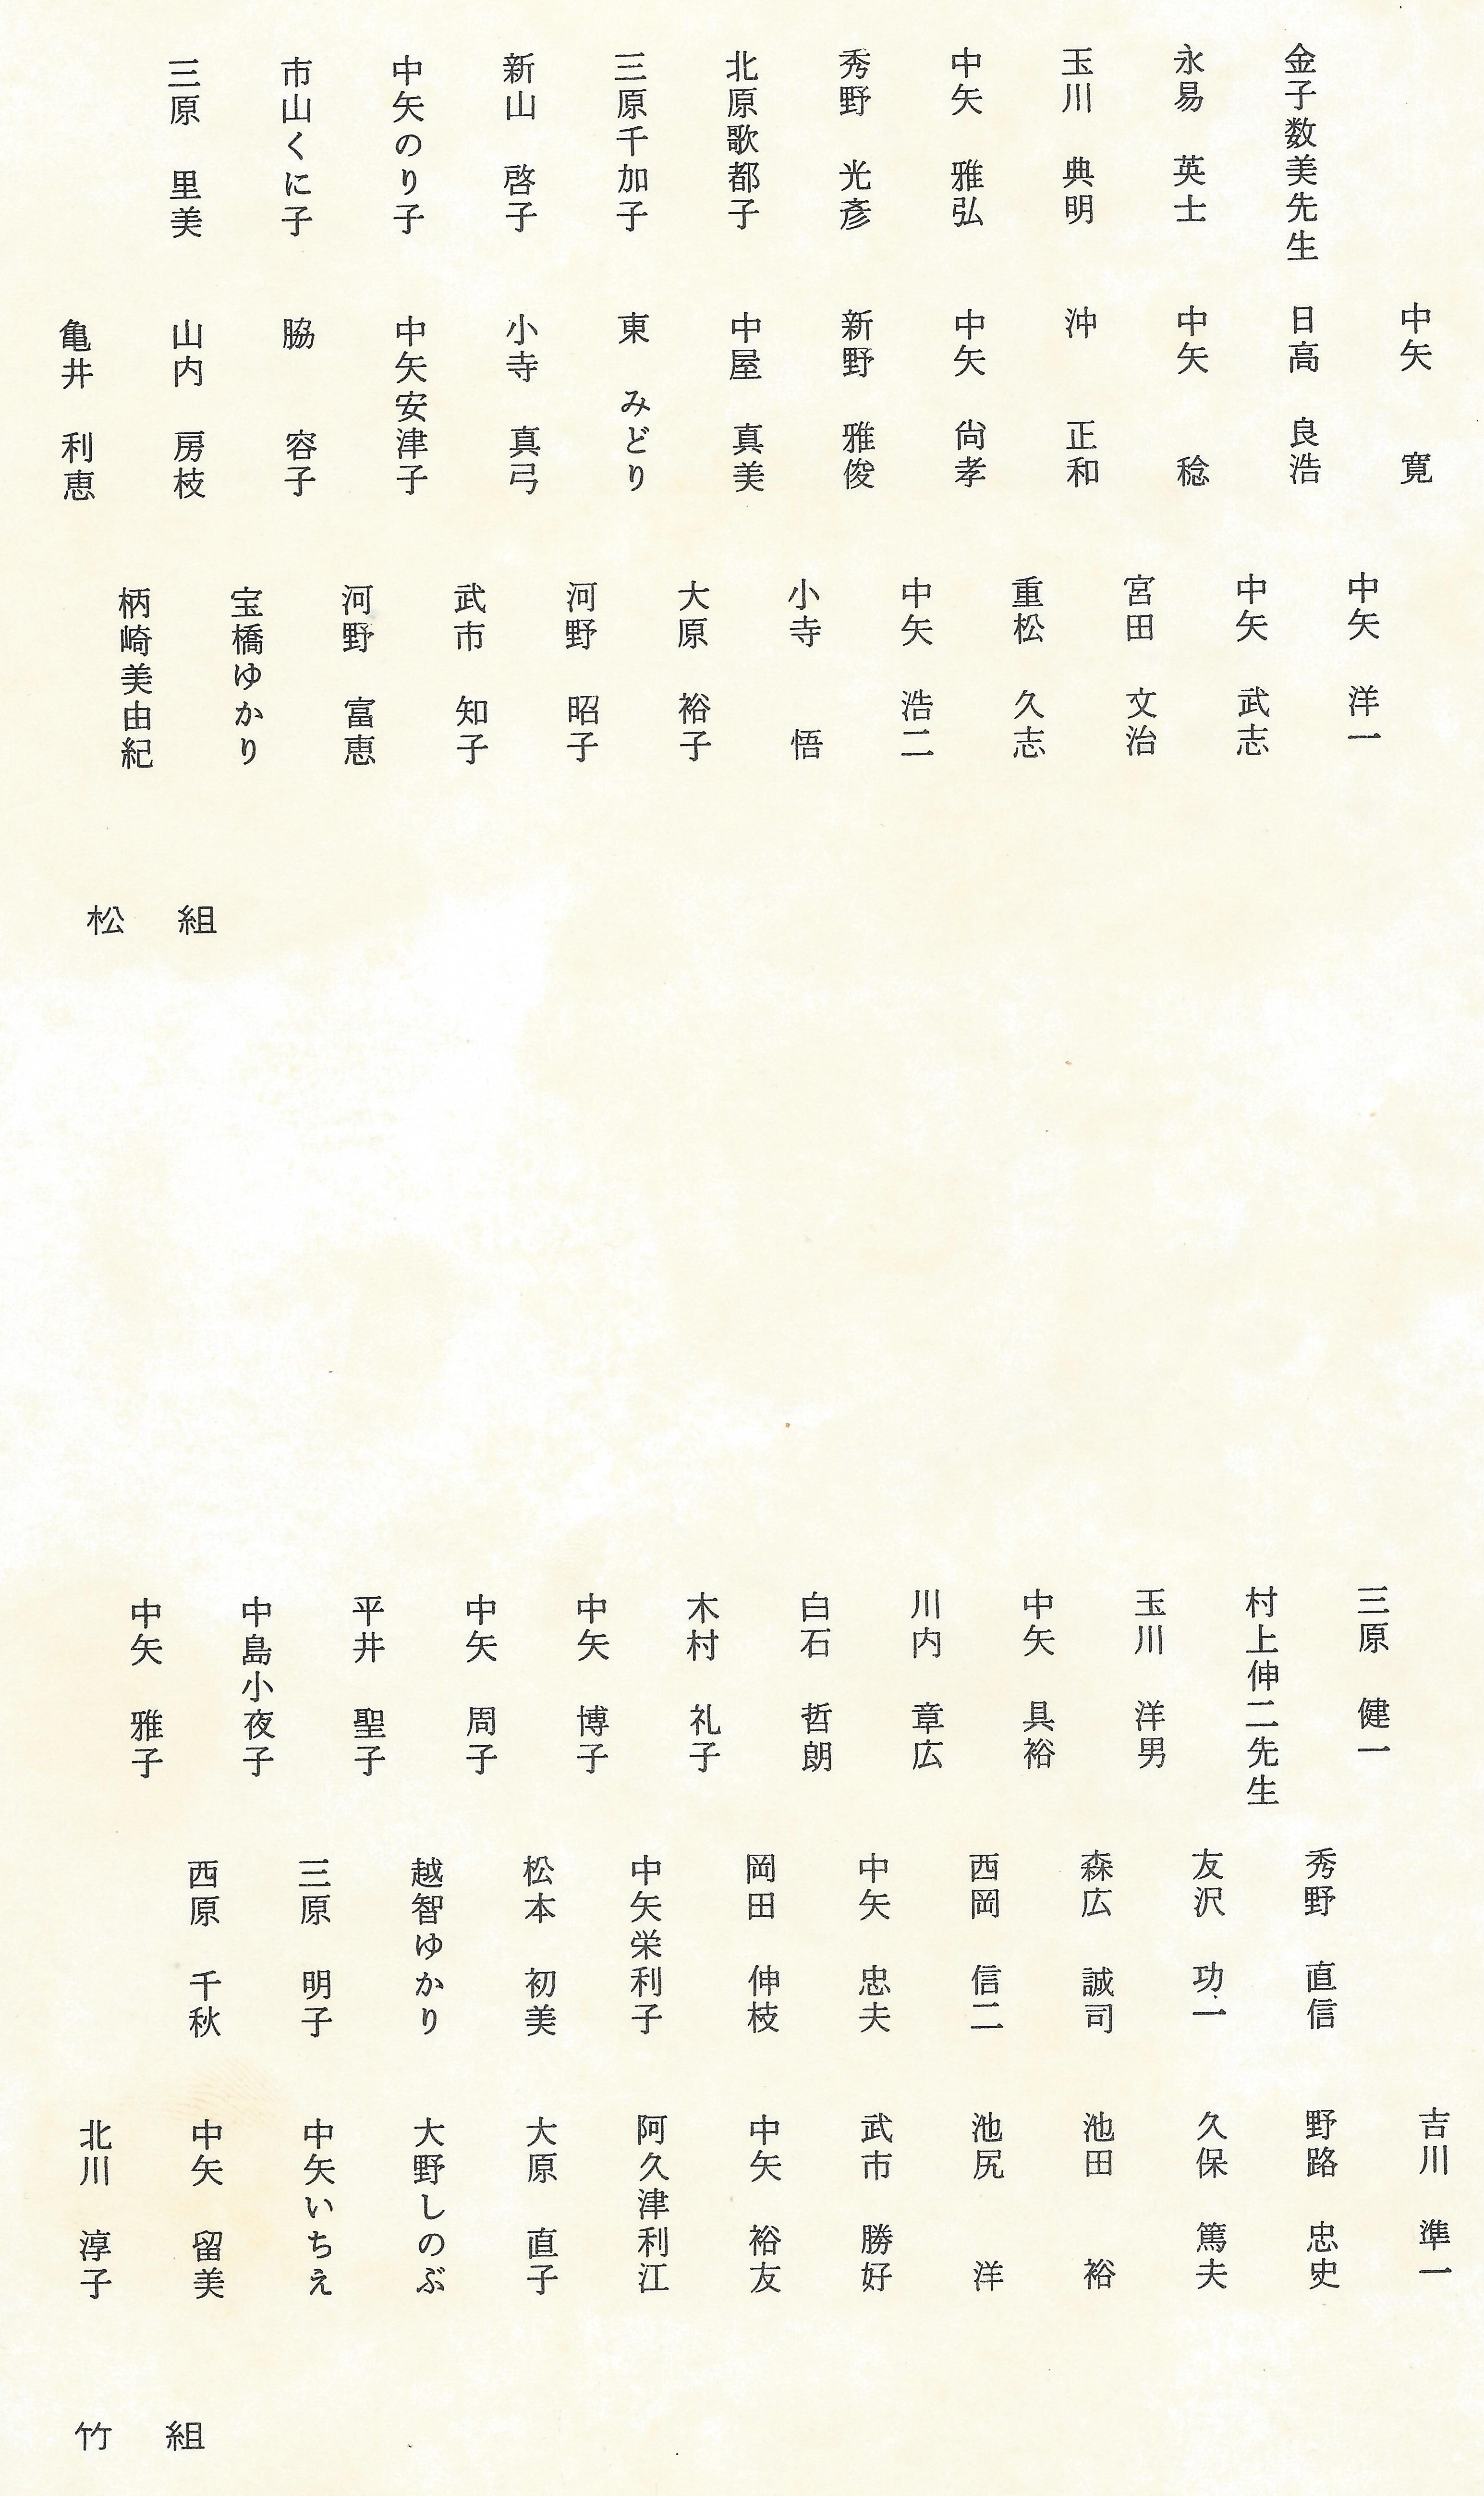 金子数美先生
永易 英士
玉川 典明
中矢 雅弘
秀野 光彦
北原歌都子
三原千加子
新山 啓子
中矢のり子
市山くに子
三原 里美
中矢 寛
日高 良浩
中矢 稔
沖 正和
中矢 尚孝
新野 雅俊
中屋 真美
東 みどり
小寺 真弓
中矢安津子
脇 容子
山内 房枝
亀井 利恵
中矢 洋一
中矢 武志
宮田 文治
重松 久志
中矢 浩二
小寺 悟
大原 裕子
河野 昭子
武市 知子
河野 富恵
宝橋ゆかり
柄崎美由紀
松 組
三原 健一
村上伸二先生
玉川 洋男
中矢 具裕
川内 章広
白石 哲朗
木村 礼子
中矢 博子
中矢 周子
平井 聖子
中島小夜子
中矢 雅子
秀野 直信
友沢 功一
森広 誠司
西岡 信二
中矢 忠夫
岡田 伸枝
中矢栄利子
松本 初美
越智ゆかり
三原 明子
西原 千秋
吉川 準一
野路 忠史
久保 篤夫
池田 裕
池尻 洋
武市 勝好
中矢 裕友
阿久津利江
大原 直子
大野しのぶ
中矢いちえ
中矢 留美
北川 淳子
竹 組